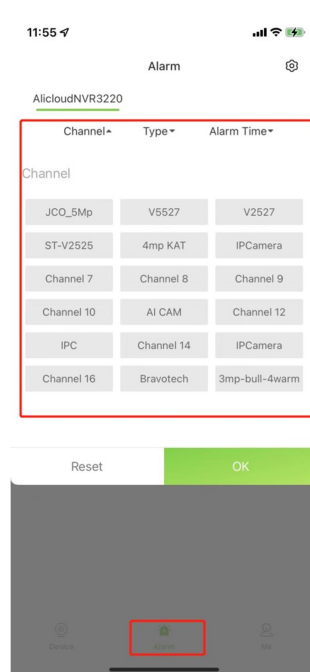 11:55
Alarm
AlicloudNVR3220
Channel Type Alarm Time
Channel
JCO_5Mp V5527 V2527
ST-V2525 4mp KAT IPCamera
Channel 7 Channel 8 Channel 9
Channel 10 AI CAM Channel 12
IPC Channel 14 IPCamera
Channel 16 Bravotech 3mp-bull-4warm
Reset OK
Device Alarm Me